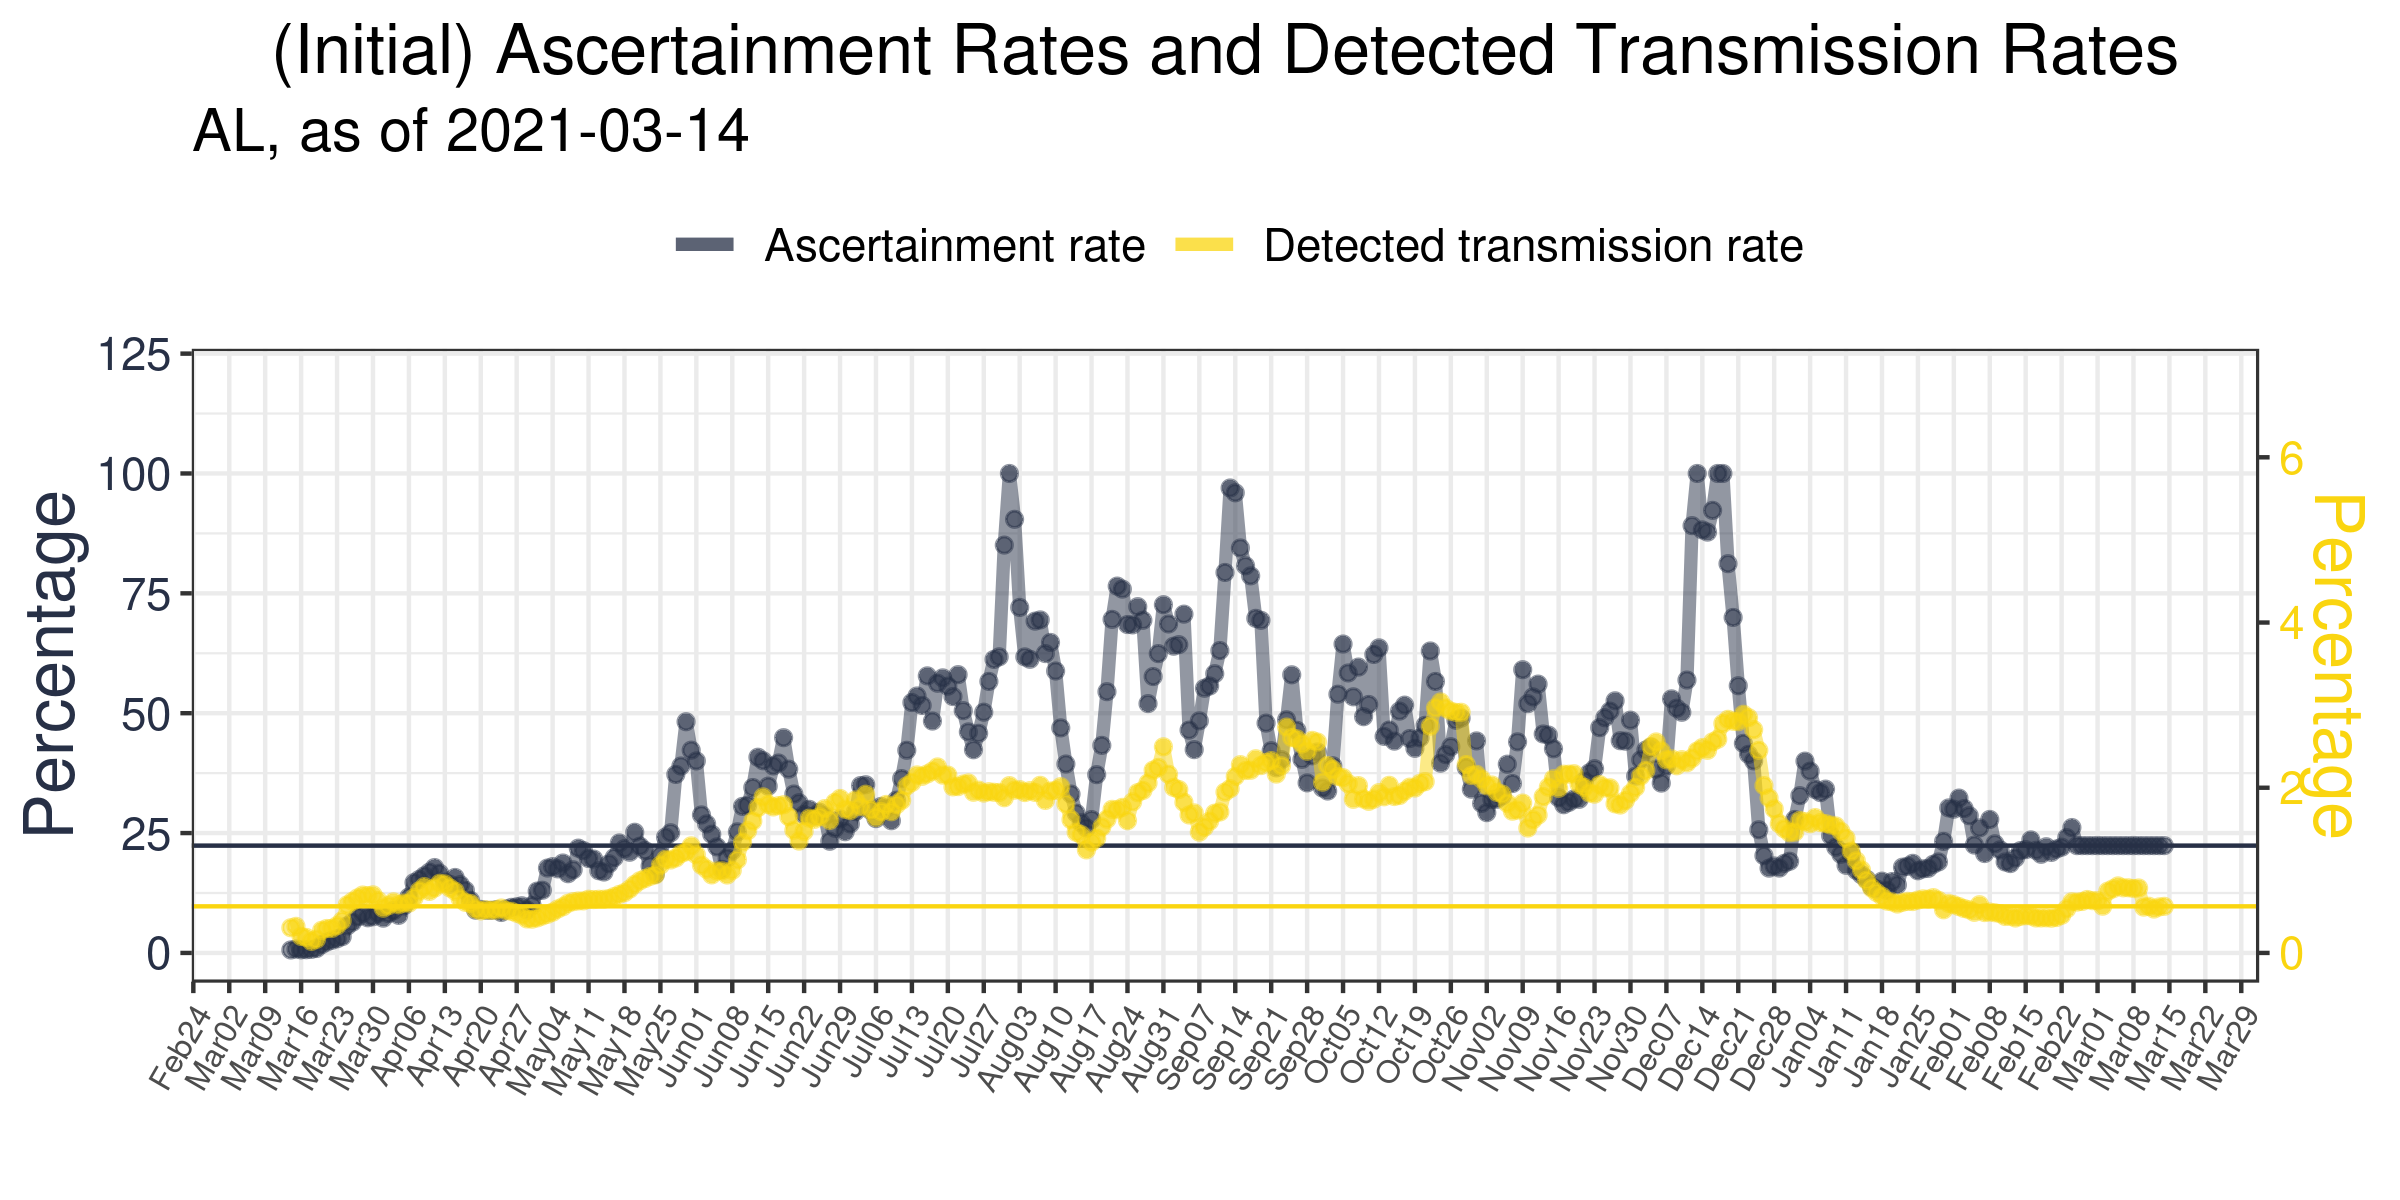 (Initial) Ascertainment Rates and Detected Transmission Rates
AL, as of 2021-03-14
Ascertainment rate
Detected transmission rate
Percentage
125
100
75
50
25
0
6
4
2
0
Percentage
Feb24
Mar02
Mar09
Mar16
Mar23
Mar30
Apr06
Apr13
Apr20
Apr27
May04
May11
May18
May25
Jun01
Jun08
Jun15
Jun22
Jun29
Jul06
Jul13
Jul20
Jul27
Aug03
Aug10
Aug17
Aug24
Aug31
Sep07
Sep14
Sep21
Sep28
Oct05
Oct12
Oct19
Oct26
Nov02
Nov09
Nov16
Nov23
Nov30
Dec07
Dec14
Dec21
Dec28
Jan04
Jan11
Jan18
Jan25
Feb01
Feb08
Feb15
Feb22
Mar01
Mar08
Mar15
Mar22
Mar29